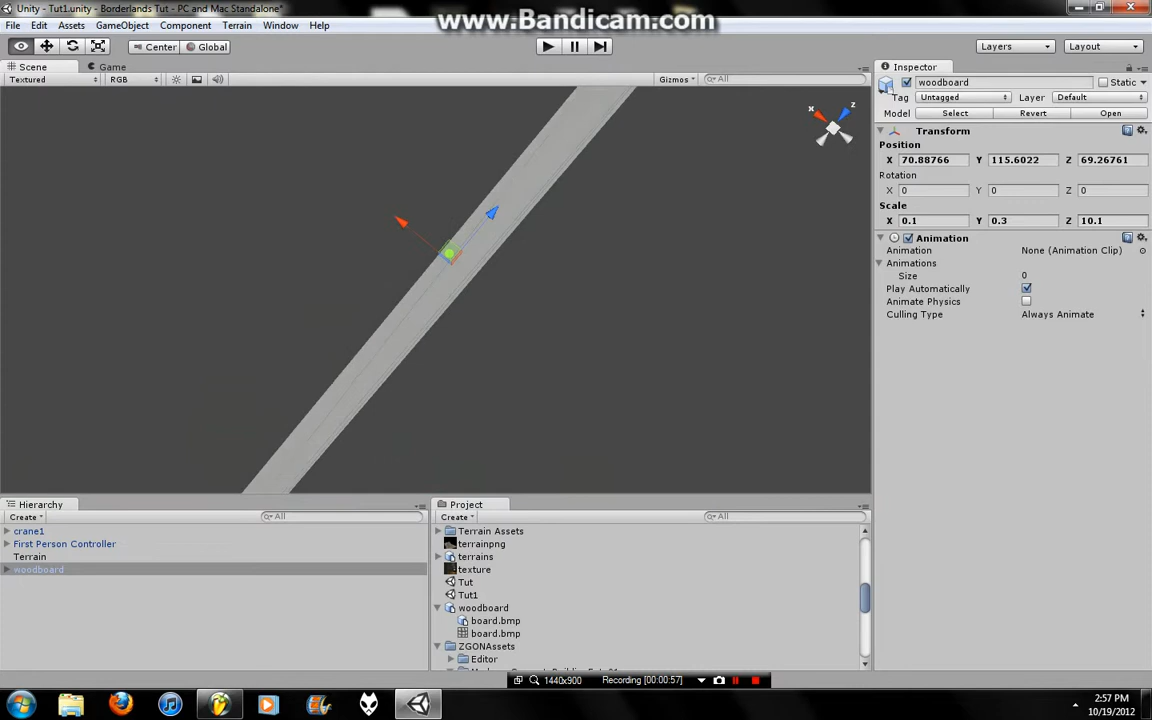 www.Bandicam.com
Unity - Tut1.unity - Borderlands Tut - PC and Mac Standalone*
File Edit Assets GameObject Component Terrain Window Help
Center Global Layers Layout
Scene Game Inspector
Textured RGB Gizmos All
woodboard Static
Tag Untagged Layer Default
Model Select Revert Open
Transform
Position
X 70.88766 Y 115.6022 Z 69.26761
Rotation
X 0 Y 0 Z 0
Scale
X 0.1 Y 0.3 Z 10.1
Animation
Animation None (Animation Clip)
Animations
Size 0
Play Automatically
Animate Physics
Culling Type Always Animate
x z
Hierarchy
Create All
crane1
First Person Controller
Terrain
woodboard
Project
Create All
Terrain Assets
terrainpng
terrains
texture
Tut
Tut1
woodboard
board.bmp
board.bmp
ZGONAssets
Editor
1440x900 Recording [00:00:57]
2:57 PM
10/19/2012